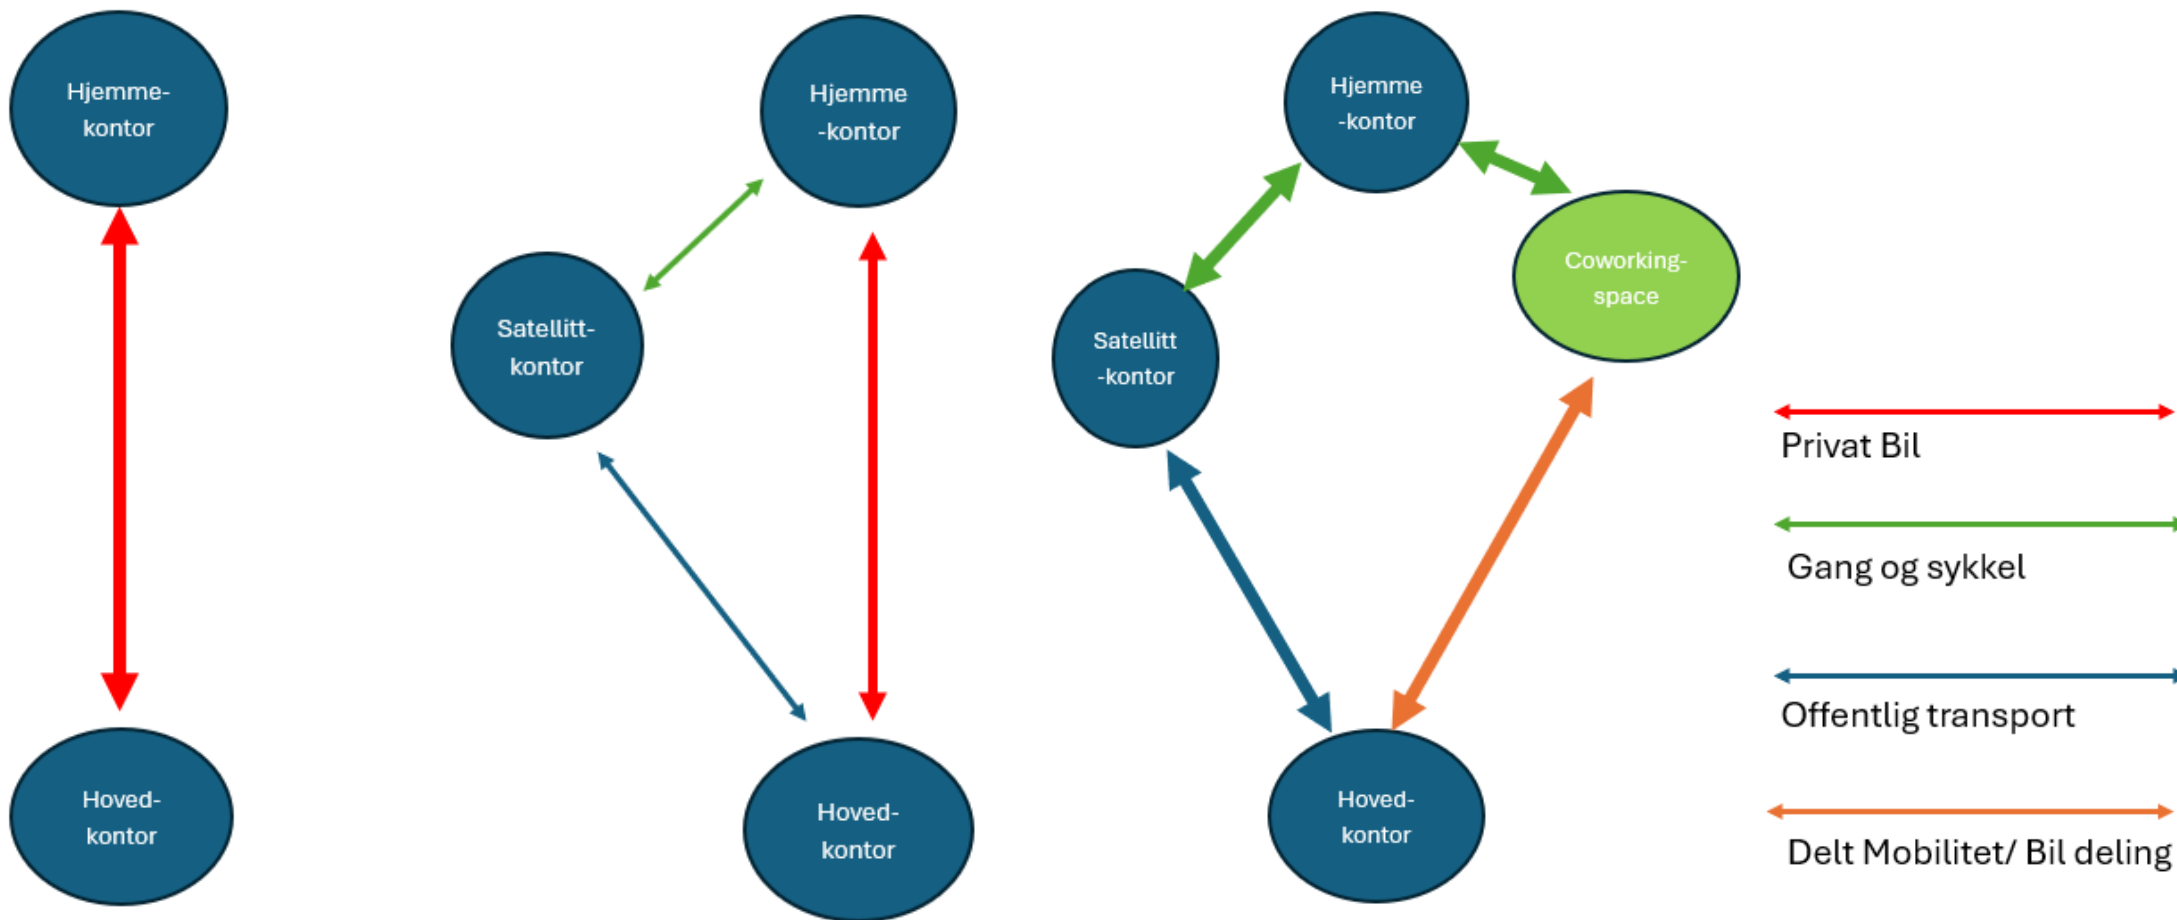 Hjemme-
kontor
Hoved-
kontor
Hjemme
-kontor
Satellitt-
kontor
Hoved-
kontor
Hjemme
-kontor
Coworking-
space
Satellitt
-kontor
Hoved-
kontor
Privat Bil
Gang og sykkel
Offentlig transport
Delt Mobilitet/ Bil deling